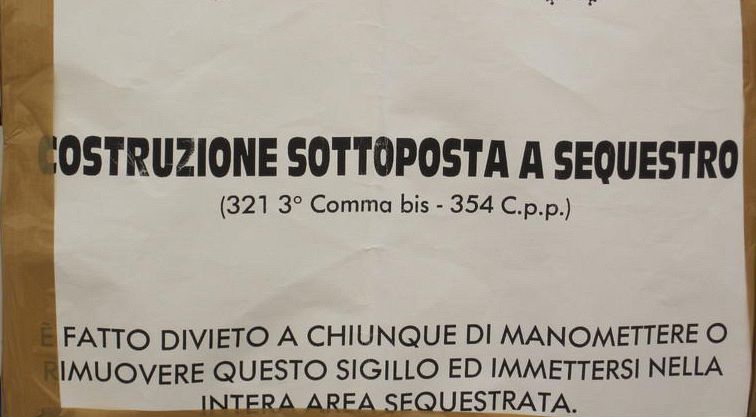 COSTRUZIONE SOTTOPOSTA A SEQUESTRO
(321 3° Comma bis - 354 C.p.p.)
È FATTO DIVIETO A CHIUNQUE DI MANOMETTERE O
RIMUOVERE QUESTO SIGILLO ED IMMETTERSI NELLA
INTERA AREA SEQUESTRATA.